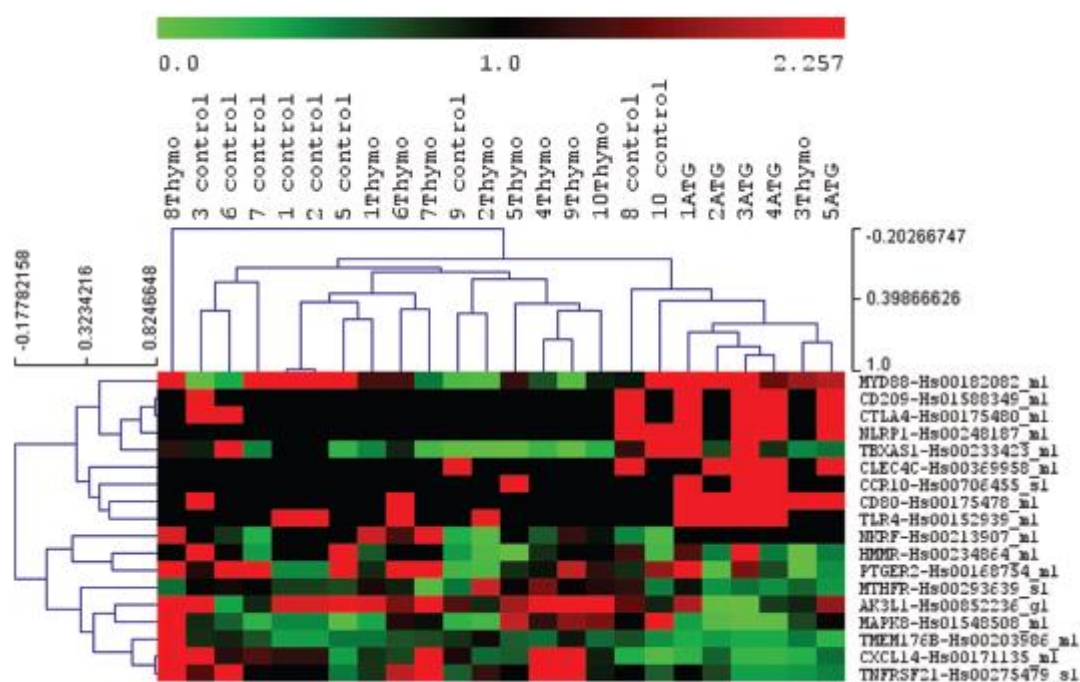 0.0 1.0 2.257
8Thymo
3 control
6 control
7 control
1 control
2 control
5 control
1Thymo
6Thymo
7Thymo
9 control
2Thymo
5Thymo
4Thymo
9Thymo
10Thymo
8 control
10 control
1ATG
2ATG
3ATG
4ATG
3Thymo
5ATG
-0.17782158
0.3234216
0.8246648
-0.20266747
0.39866626
1.0
MYD88-Hs00182082_m1
CD209-Hs01588349_m1
CTLA4-Hs00175480_m1
NLRP1-Hs00248187_m1
TBXAS1-Hs00233423_m1
CLEC4C-Hs00369958_m1
CCR10-Hs00706455_s1
CD80-Hs00175478_m1
TLR4-Hs00152939_m1
NKRF-Hs00213907_m1
HMMR-Hs00234864_m1
PTGER2-Hs00168754_m1
MTHFR-Hs00293639_s1
AK3L1-Hs00852236_g1
MAPK8-Hs01548508_m1
TMEM176B-Hs00203986_m1
CXCL14-Hs00171135_m1
TNFRSF21-Hs00275479_s1